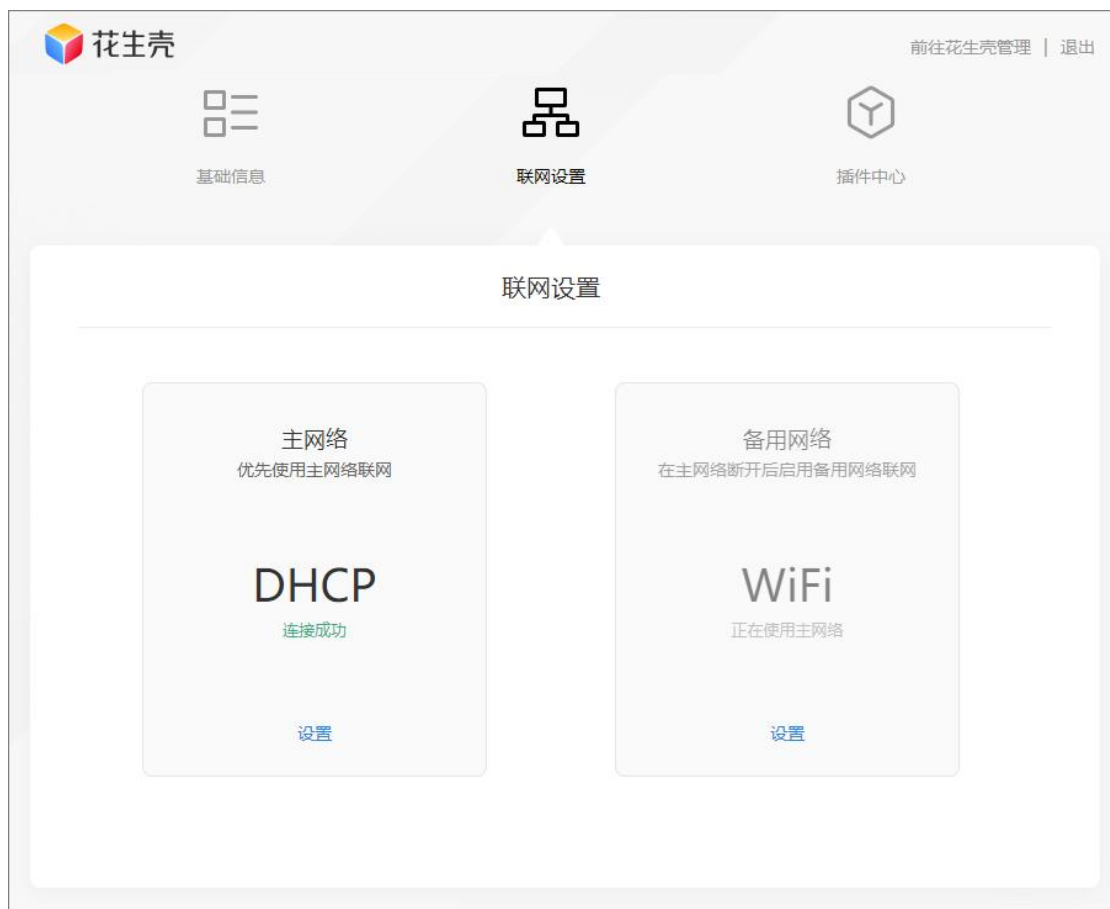 花生壳
前往花生壳管理 | 退出
基础信息
联网设置
插件中心
联网设置
主网络
优先使用主网络联网
DHCP
连接成功
设置
备用网络
在主网络断开后启用备用网络联网
WiFi
正在使用主网络
设置